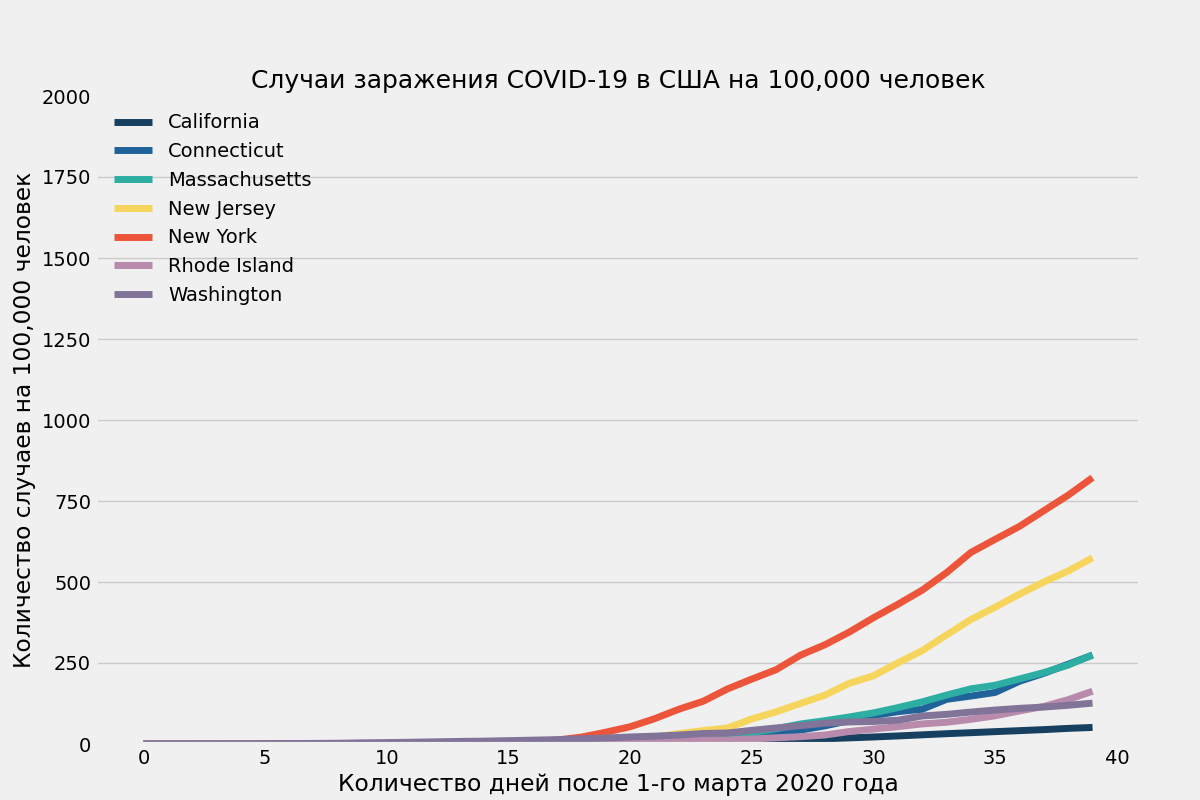 Случаи заражения COVID-19 в США на 100,000 человек
2000
1750
1500
1250
1000
750
500
250
0
Количество случаев на 100,000 человек
California
Connecticut
Massachusetts
New Jersey
New York
Rhode Island
Washington
0 5 10 15 20 25 30 35 40
Количество дней после 1-го марта 2020 года